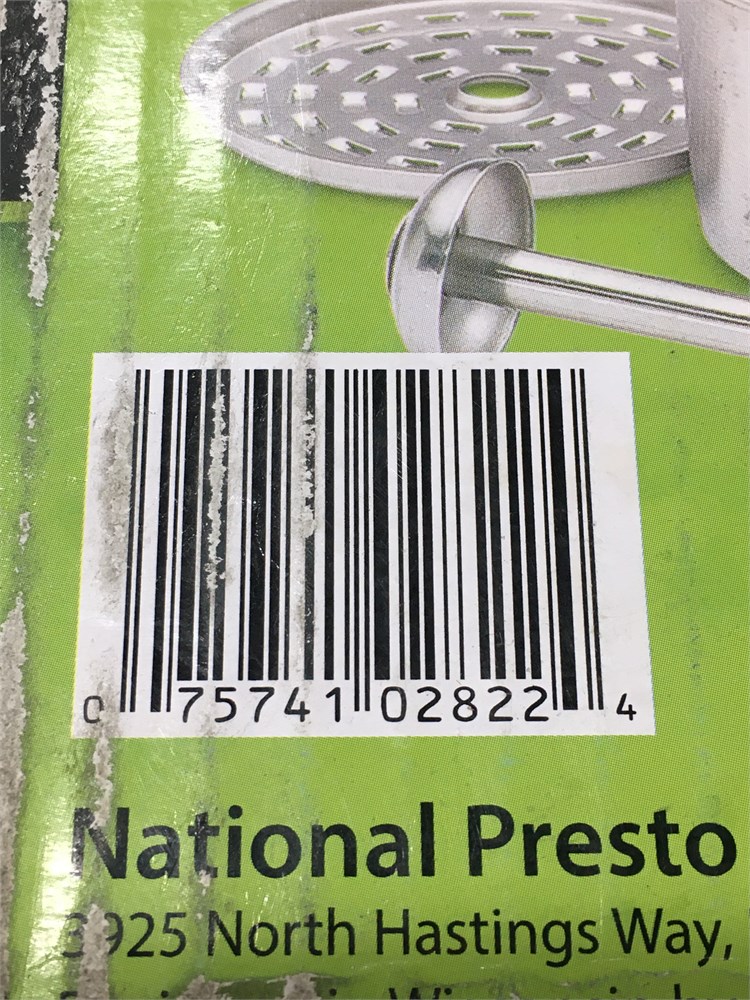 0 75741 02822 4
National Presto
3925 North Hastings Way,